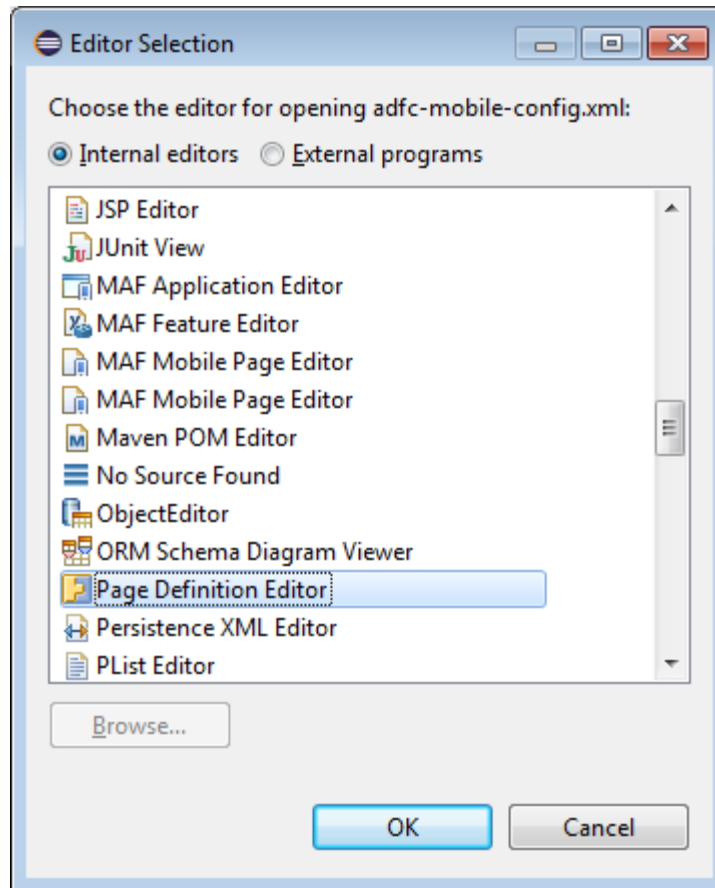 Editor Selection
Choose the editor for opening adfc-mobile-config.xml:
Internal editors External programs
JSP Editor
JUnit View
MAF Application Editor
MAF Feature Editor
MAF Mobile Page Editor
MAF Mobile Page Editor
Maven POM Editor
No Source Found
ObjectEditor
ORM Schema Diagram Viewer
Page Definition Editor
Persistence XML Editor
PList Editor
Browse...
OK Cancel